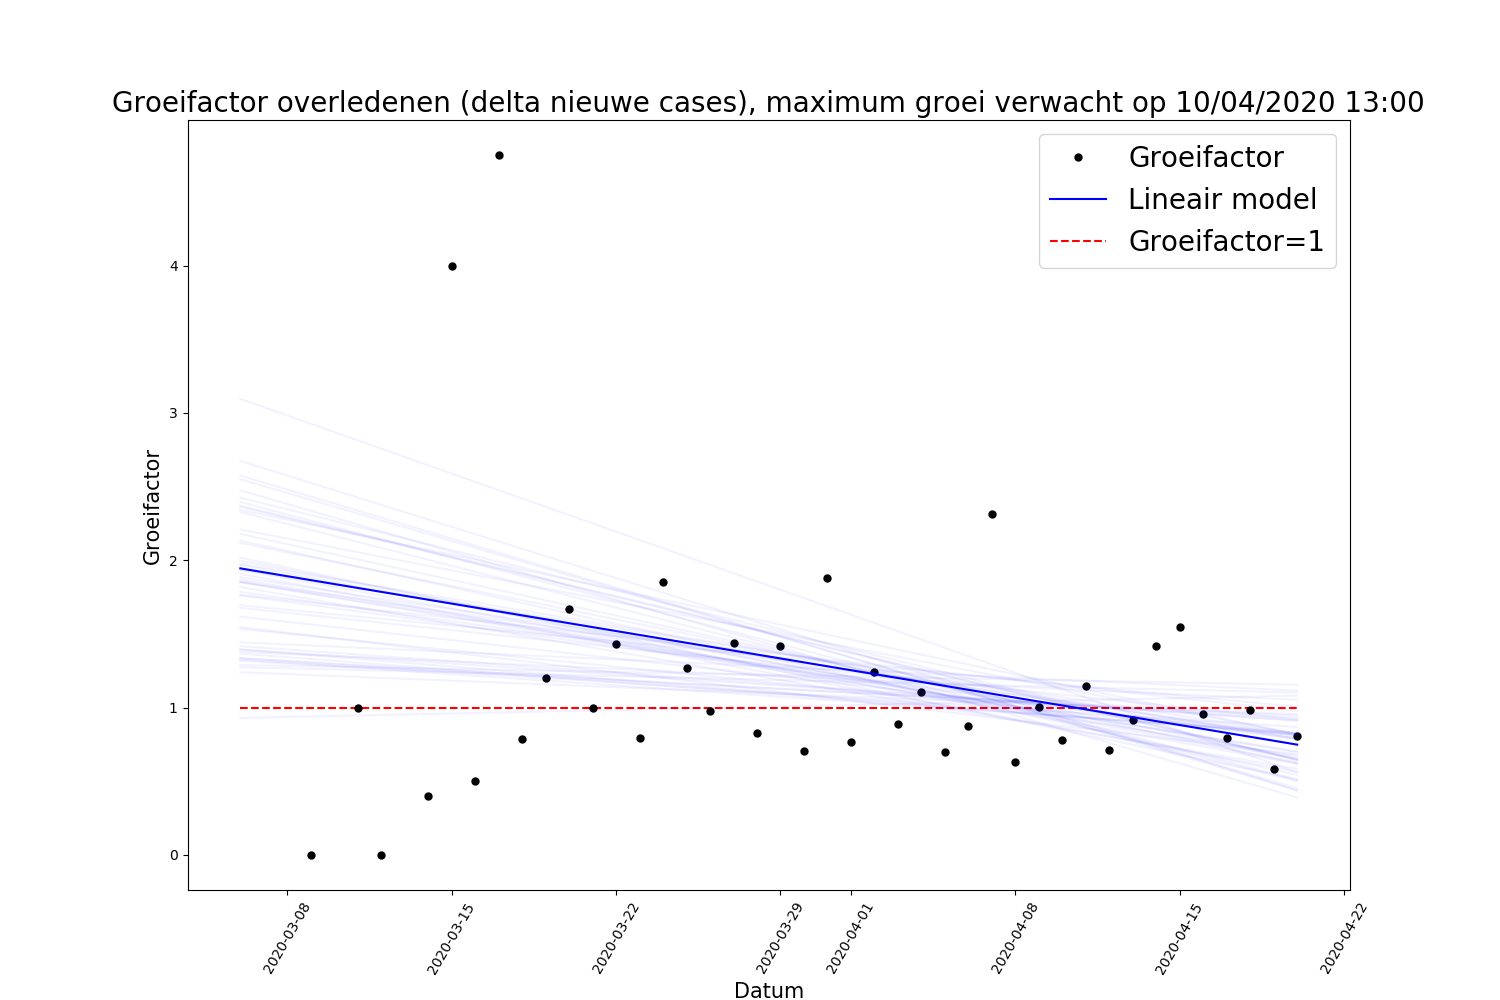 Groeifactor overledenen (delta nieuwe cases), maximum groei verwacht op 10/04/2020 13:00
Groeifactor
Lineair model
Groeifactor=1
4
3
2
1
0
Groeifactor
2020-03-08
2020-03-15
2020-03-22
2020-03-29
2020-04-01
2020-04-08
2020-04-15
2020-04-22
Datum